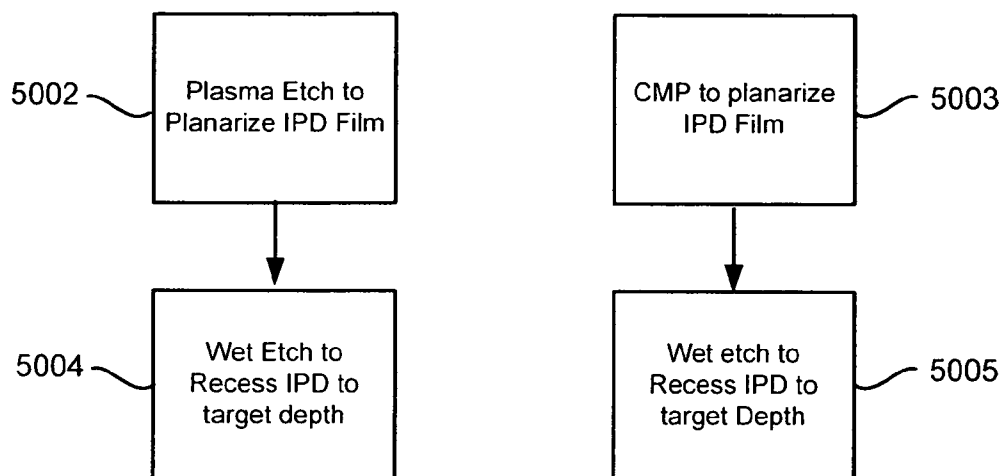 5002
Plasma Etch to
Planarize IPD Film
CMP to planarize
IPD Film
5003
5004
Wet Etch to
Recess IPD to
target depth
Wet etch to
Recess IPD to
target Depth
5005